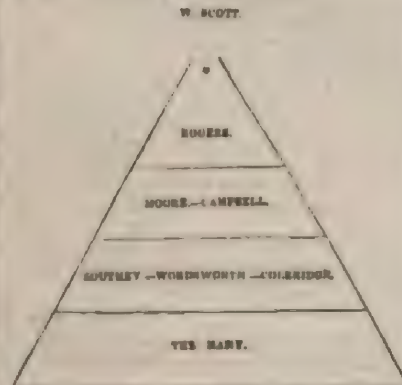 W. SCOTT.
ROGERS.
MOORE.—CAMPBELL.
SOUTHEY—WORDSWORTH—COLERIDGE.
THE MANY.